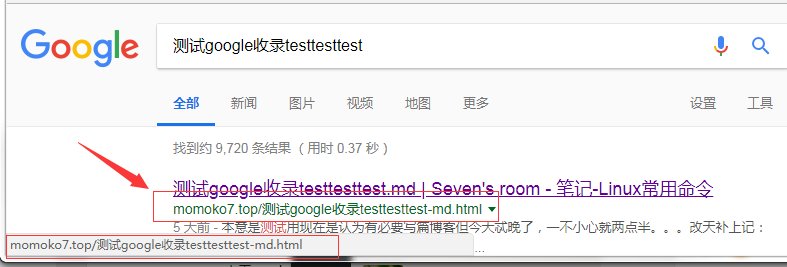 Google
测试google收录testtesttest
全部 新闻 图片 视频 地图 更多 设置 工具
找到约 9,720 条结果 （用时 0.37 秒）
测试google收录testtesttest.md | Seven's room - 笔记-Linux常用命令
momoko7.top/测试google收录testtesttest-md.html
5 天前 - 本意是测试用现在是认为有必要写篇博客但今天忒晚了，一不小心就两点半。。。改天补上记：
momoko7.top/测试google收录testtesttest-md.html
...